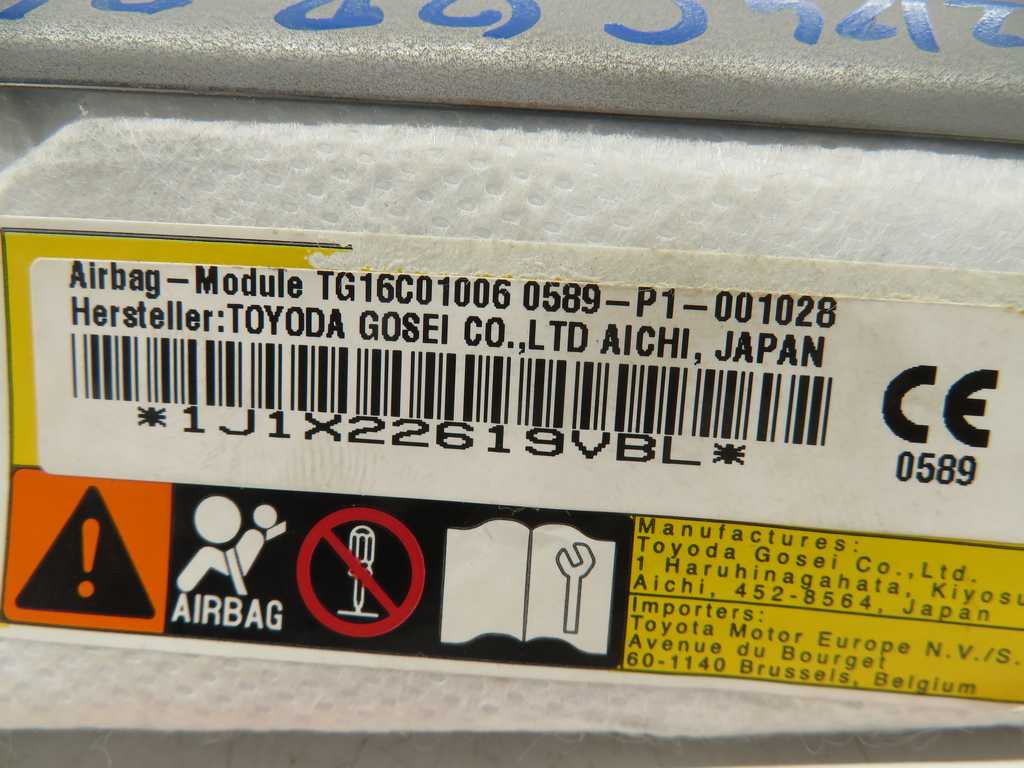 Airbag-Module TG16C01006 0589-P1-001028
Hersteller:TOYODA GOSEI CO.,LTD AICHI, JAPAN
*1J1X22619VBL*
CE
0589
AIRBAG
Manufactures:
Toyoda Gosei Co.,Ltd.
1 Haruhinagahata, Kiyosu
Aichi, 452-8564, Japan
Importers:
Toyota Motor Europe N.V./S.
Avenue du Bourget
60-1140 Brussels, Belgium